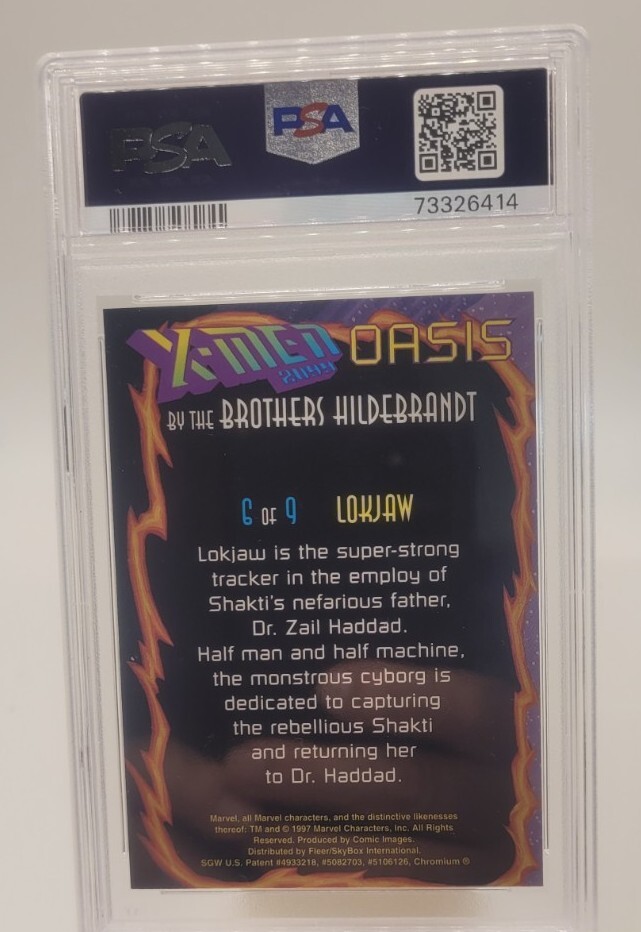 PSA
PSA
73326414
X-MEN 2099 OASIS
BY THE BROTHERS HILDEBRANDT
6 OF 9 LOKJAW
Lokjaw is the super-strong
tracker in the employ of
Shakti's nefarious father,
Dr. Zail Haddad.
Half man and half machine,
the monstrous cyborg is
dedicated to capturing
the rebellious Shakti
and returning her
to Dr. Haddad.
Marvel, all Marvel characters, and the distinctive likenesses
thereof: TM and © 1997 Marvel Characters, Inc. All Rights
Reserved. Produced by Comic Images.
Distributed by Fleer/SkyBox International.
SGW U.S. Patent #4933218, #5082703, #5106126, Chromium ®